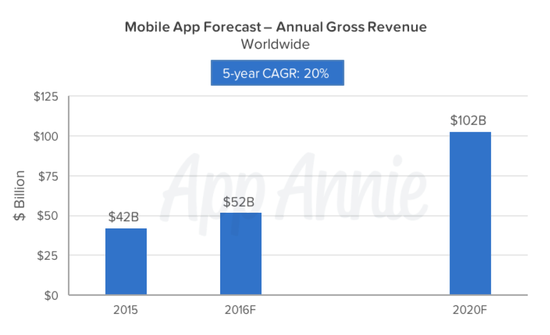 Mobile App Forecast – Annual Gross Revenue
Worldwide
5-year CAGR: 20%
$ Billion
$125
$100
$75
$50
$25
$0
$42B
$52B
$102B
App Annie
2015
2016F
2020F